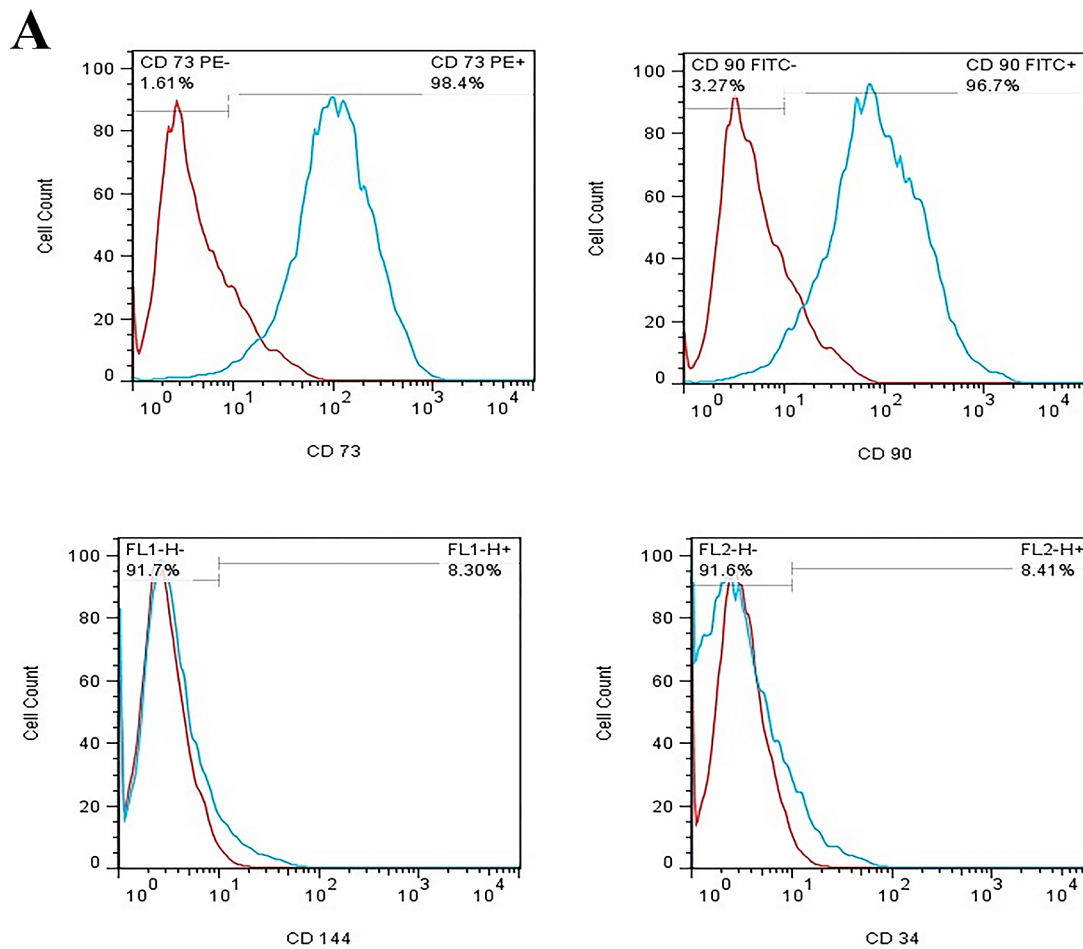 A
CD 73 PE-
1.61%
CD 73 PE+
98.4%
100
80
60
40
20
0
Cell Count
10^0 10^1 10^2 10^3 10^4
CD 73
CD 90 FITC-
3.27%
CD 90 FITC+
96.7%
100
80
60
40
20
0
Cell Count
10^0 10^1 10^2 10^3 10^4
CD 90
FL1-H-
91.7%
FL1-H+
8.30%
100
80
60
40
20
0
Cell Count
10^0 10^1 10^2 10^3 10^4
CD 144
FL2-H-
91.6%
FL2-H+
8.41%
100
80
60
40
20
0
Cell Count
10^0 10^1 10^2 10^3 10^4
CD 34